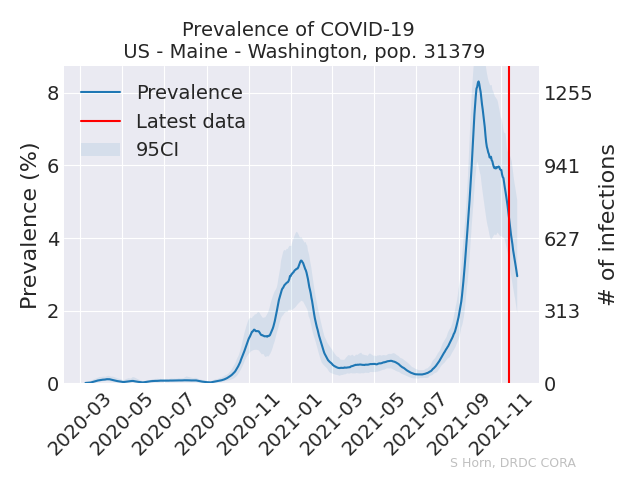 Prevalence of COVID-19
US - Maine - Washington, pop. 31379
Prevalence (%)
8
6
4
2
0
Prevalence
Latest data
95CI
1255
941
627
313
0
# of infections
2020-03
2020-05
2020-07
2020-09
2020-11
2021-01
2021-03
2021-05
2021-07
2021-09
2021-11
S Horn, DRDC CORA